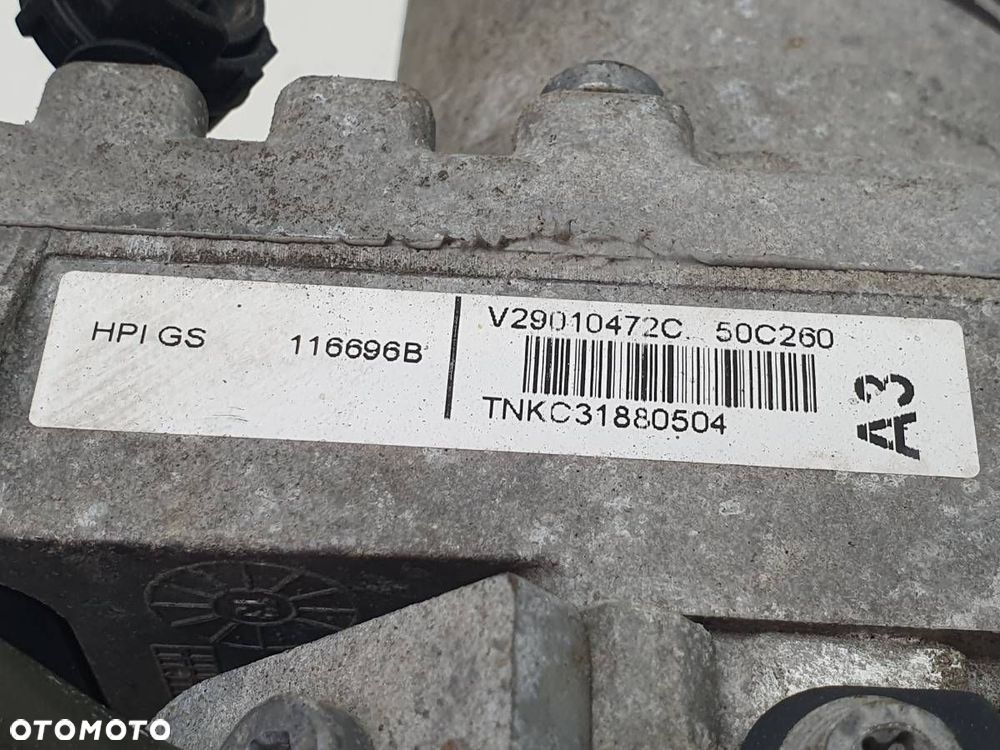 HPI GS 116696B
V29010472C 50C260
TNKC31880504
A3
OTOMOTO